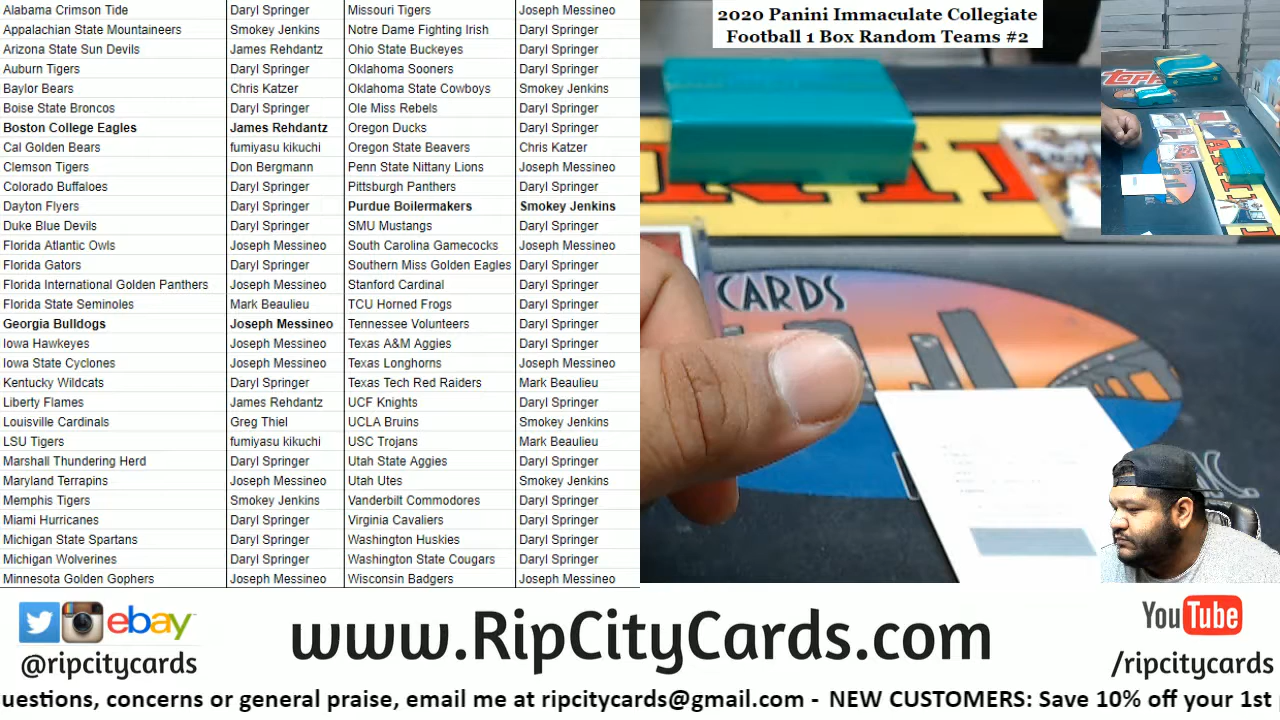 Alabama Crimson Tide Daryl Springer Missouri Tigers Joseph Messineo
Appalachian State Mountaineers Smokey Jenkins Notre Dame Fighting Irish Daryl Springer
Arizona State Sun Devils James Rehdantz Ohio State Buckeyes Daryl Springer
Auburn Tigers Daryl Springer Oklahoma Sooners Daryl Springer
Baylor Bears Chris Katzer Oklahoma State Cowboys Smokey Jenkins
Boise State Broncos Daryl Springer Ole Miss Rebels Daryl Springer
Boston College Eagles James Rehdantz Oregon Ducks Daryl Springer
Cal Golden Bears fumiyasu kikuchi Oregon State Beavers Chris Katzer
Clemson Tigers Don Bergmann Penn State Nittany Lions Joseph Messineo
Colorado Buffaloes Daryl Springer Pittsburgh Panthers Daryl Springer
Dayton Flyers Daryl Springer Purdue Boilermakers Smokey Jenkins
Duke Blue Devils Daryl Springer SMU Mustangs Daryl Springer
Florida Atlantic Owls Joseph Messineo South Carolina Gamecocks Joseph Messineo
Florida Gators Daryl Springer Southern Miss Golden Eagles Daryl Springer
Florida International Golden Panthers Joseph Messineo Stanford Cardinal Daryl Springer
Florida State Seminoles Mark Beaulieu TCU Horned Frogs Daryl Springer
Georgia Bulldogs Joseph Messineo Tennessee Volunteers Daryl Springer
Iowa Hawkeyes Joseph Messineo Texas A&M Aggies Daryl Springer
Iowa State Cyclones Joseph Messineo Texas Longhorns Joseph Messineo
Kentucky Wildcats Daryl Springer Texas Tech Red Raiders Mark Beaulieu
Liberty Flames James Rehdantz UCF Knights Daryl Springer
Louisville Cardinals Greg Thiel UCLA Bruins Smokey Jenkins
LSU Tigers fumiyasu kikuchi USC Trojans Mark Beaulieu
Marshall Thundering Herd Daryl Springer Utah State Aggies Daryl Springer
Maryland Terrapins Joseph Messineo Utah Utes Smokey Jenkins
Memphis Tigers Smokey Jenkins Vanderbilt Commodores Daryl Springer
Miami Hurricanes Daryl Springer Virginia Cavaliers Daryl Springer
Michigan State Spartans Daryl Springer Washington Huskies Daryl Springer
Michigan Wolverines Daryl Springer Washington State Cougars Daryl Springer
Minnesota Golden Gophers Joseph Messineo Wisconsin Badgers Joseph Messineo
2020 Panini Immaculate Collegiate
Football 1 Box Random Teams #2
TOPPS
CARDS
ebay
@ripcitycards
www.RipCityCards.com
YouTube
/ripcitycards
uestions, concerns or general praise, email me at ripcitycards@gmail.com - NEW CUSTOMERS: Save 10% off your 1st